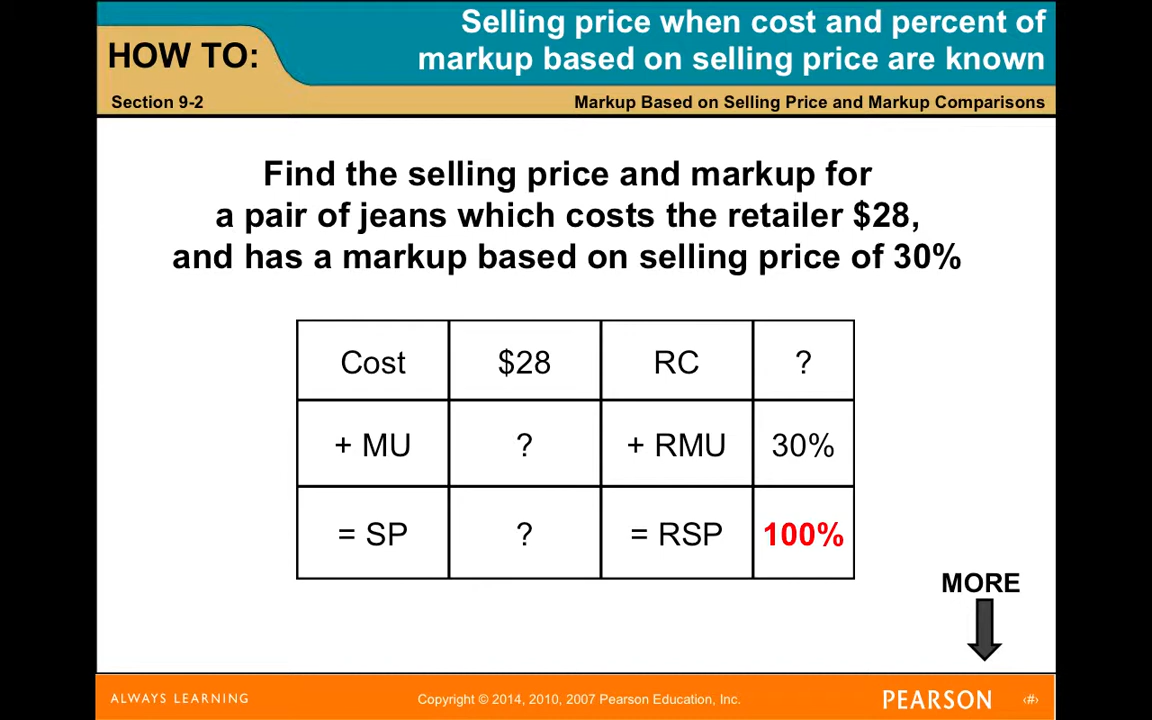 Selling price when cost and percent of
markup based on selling price are known
HOW TO:
Section 9-2
Markup Based on Selling Price and Markup Comparisons
Find the selling price and markup for
a pair of jeans which costs the retailer $28,
and has a markup based on selling price of 30%
Cost $28 RC ?
+ MU ? + RMU 30%
= SP ? = RSP 100%
MORE
ALWAYS LEARNING
Copyright © 2014, 2010, 2007 Pearson Education, Inc.
PEARSON
‹#›